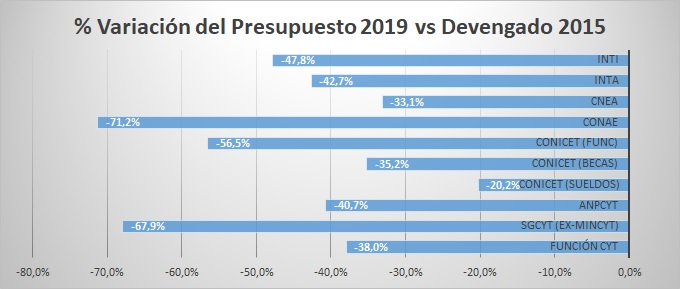 % Variación del Presupuesto 2019 vs Devengado 2015
-47,8% INTI
-42,7% INTA
-33,1% CNEA
-71,2% CONAE
-56,5% CONICET (FUNC)
-35,2% CONICET (BECAS)
-20,2% CONICET (SUELDOS)
-40,7% ANPCYT
-67,9% SGCYT (EX-MINCYT)
-38,0% FUNCIÓN CYT
-80,0% -70,0% -60,0% -50,0% -40,0% -30,0% -20,0% -10,0% 0,0%